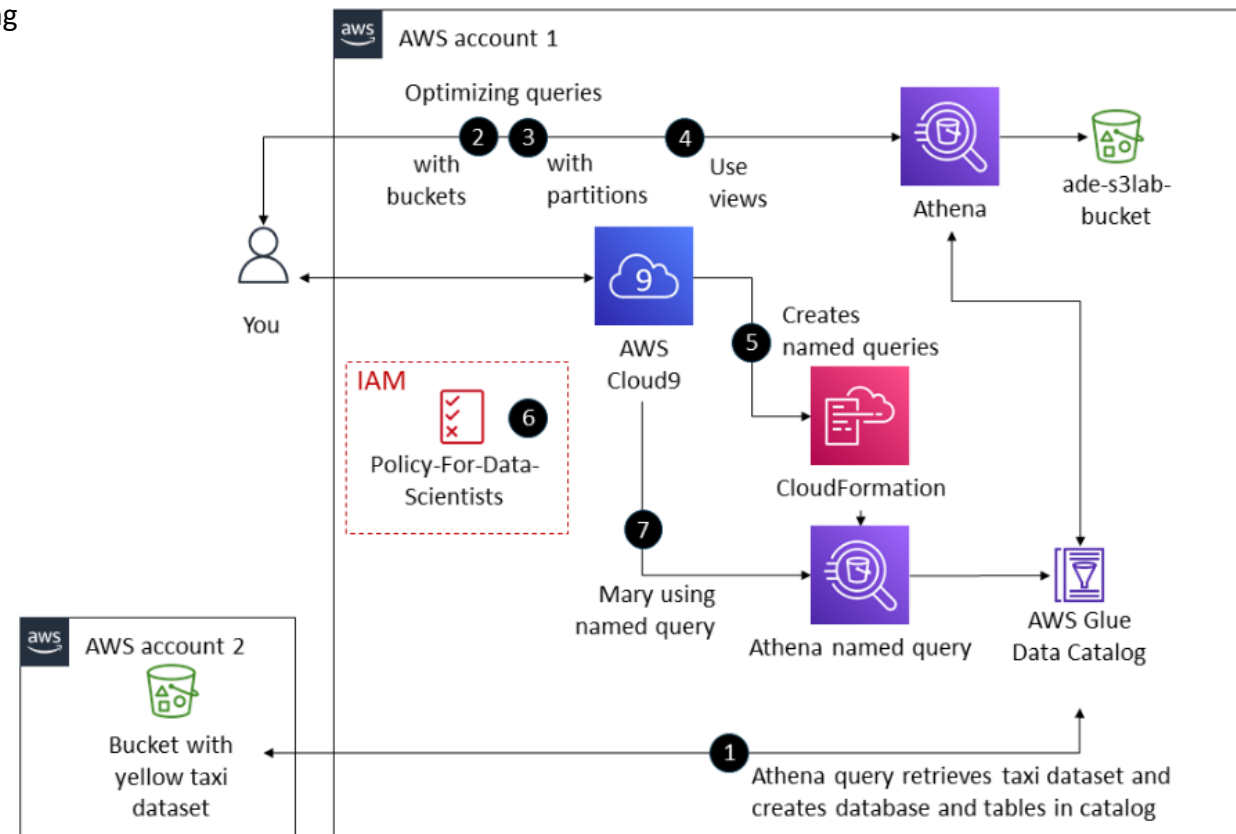 aws
AWS account 1
Optimizing queries
2
3
4
with
buckets
with
partitions
Use
views
Athena
ade-s3lab-
bucket
You
9
AWS
Cloud9
5
Creates
named queries
IAM
6
Policy-For-Data-
Scientists
CloudFormation
7
Mary using
named query
Athena named query
AWS Glue
Data Catalog
aws
AWS account 2
Bucket with
yellow taxi
dataset
1
Athena query retrieves taxi dataset and
creates database and tables in catalog